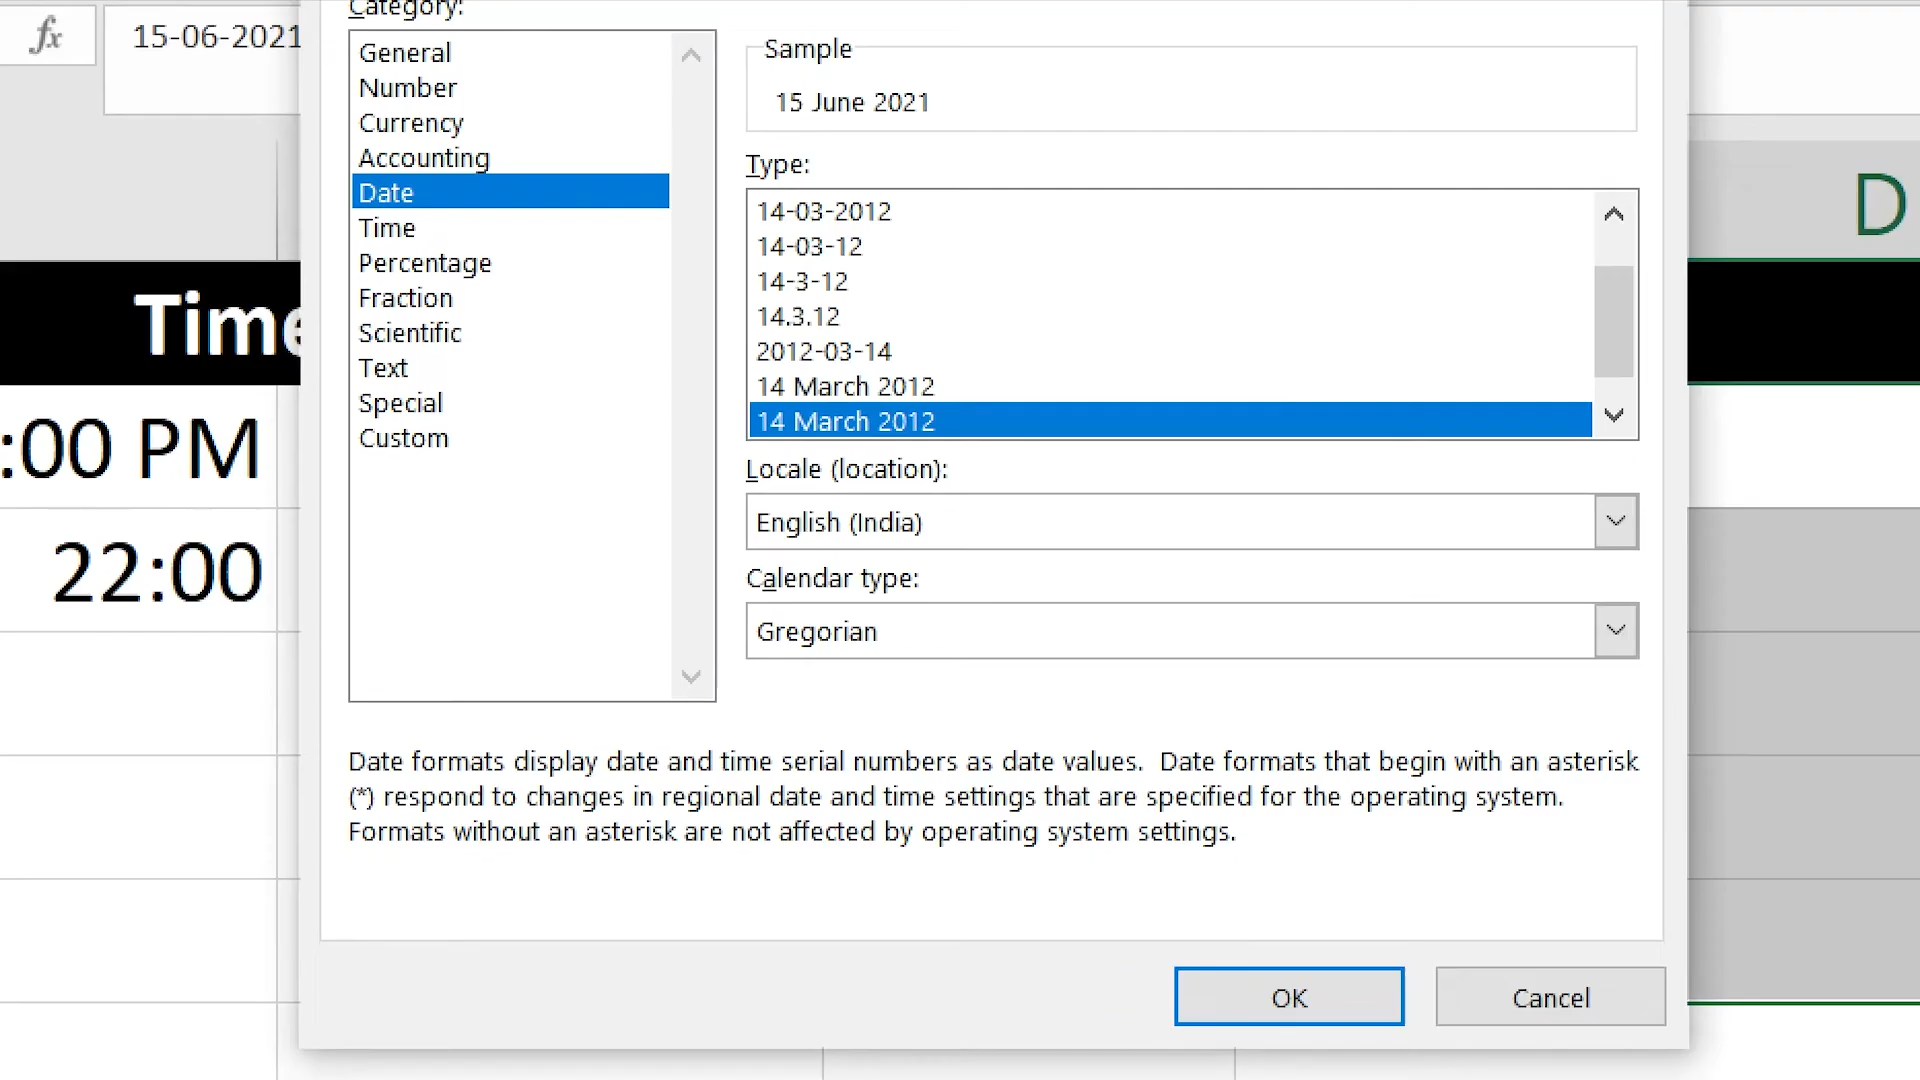 Category:
fx
15-06-2021
General
Number
Currency
Accounting
Date
Time
Percentage
Fraction
Scientific
Text
Special
Custom
Sample
15 June 2021
Type:
14-03-2012
14-03-12
14-3-12
14.3.12
2012-03-14
14 March 2012
14 March 2012
Locale (location):
English (India)
Calendar type:
Gregorian
Date formats display date and time serial numbers as date values. Date formats that begin with an asterisk
(*) respond to changes in regional date and time settings that are specified for the operating system.
Formats without an asterisk are not affected by operating system settings.
OK
Cancel
D
Time
:00 PM
22:00